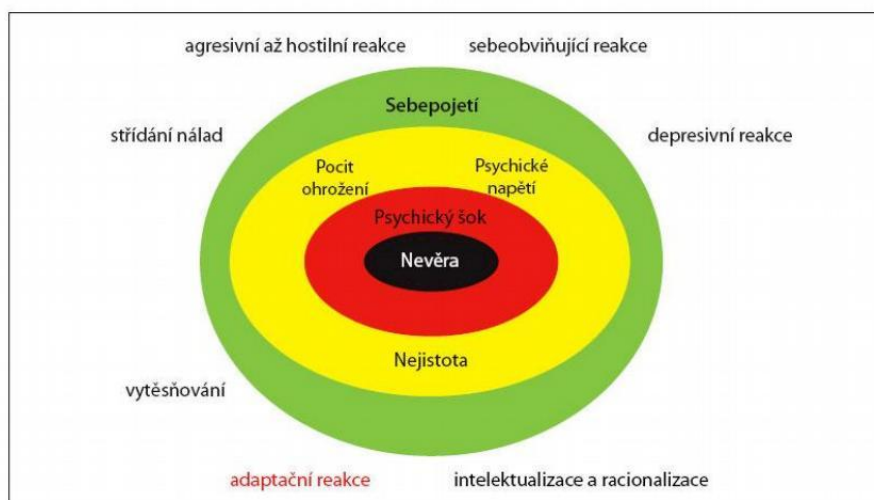 agresivní až hostilní reakce
sebeobviňující reakce
Sebepojetí
střídání nálad
depresivní reakce
Pocit
ohrožení
Psychické
napětí
Psychický šok
Nevěra
Nejistota
vytěsňování
adaptační reakce
intelektualizace a racionalizace